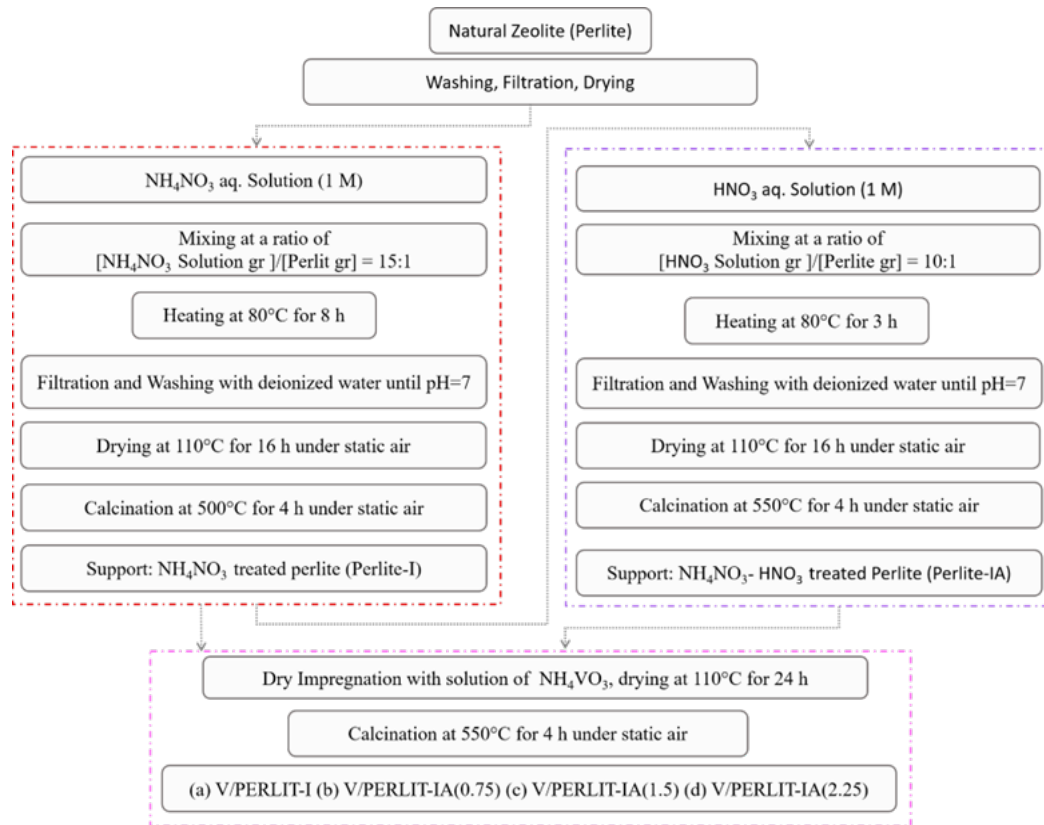 Natural Zeolite (Perlite)
Washing, Filtration, Drying
NH₄NO₃ aq. Solution (1 M)
Mixing at a ratio of
[NH₄NO₃ Solution gr ]/[Perlit gr] = 15:1
Heating at 80°C for 8 h
Filtration and Washing with deionized water until pH=7
Drying at 110°C for 16 h under static air
Calcination at 500°C for 4 h under static air
Support: NH₄NO₃ treated perlite (Perlite-I)
HNO₃ aq. Solution (1 M)
Mixing at a ratio of
[HNO₃ Solution gr ]/[Perlite gr] = 10:1
Heating at 80°C for 3 h
Filtration and Washing with deionized water until pH=7
Drying at 110°C for 16 h under static air
Calcination at 550°C for 4 h under static air
Support: NH₄NO₃- HNO₃ treated Perlite (Perlite-IA)
Dry Impregnation with solution of NH₄VO₃, drying at 110°C for 24 h
Calcination at 550°C for 4 h under static air
(a) V/PERLIT-I (b) V/PERLIT-IA(0.75) (c) V/PERLIT-IA(1.5) (d) V/PERLIT-IA(2.25)